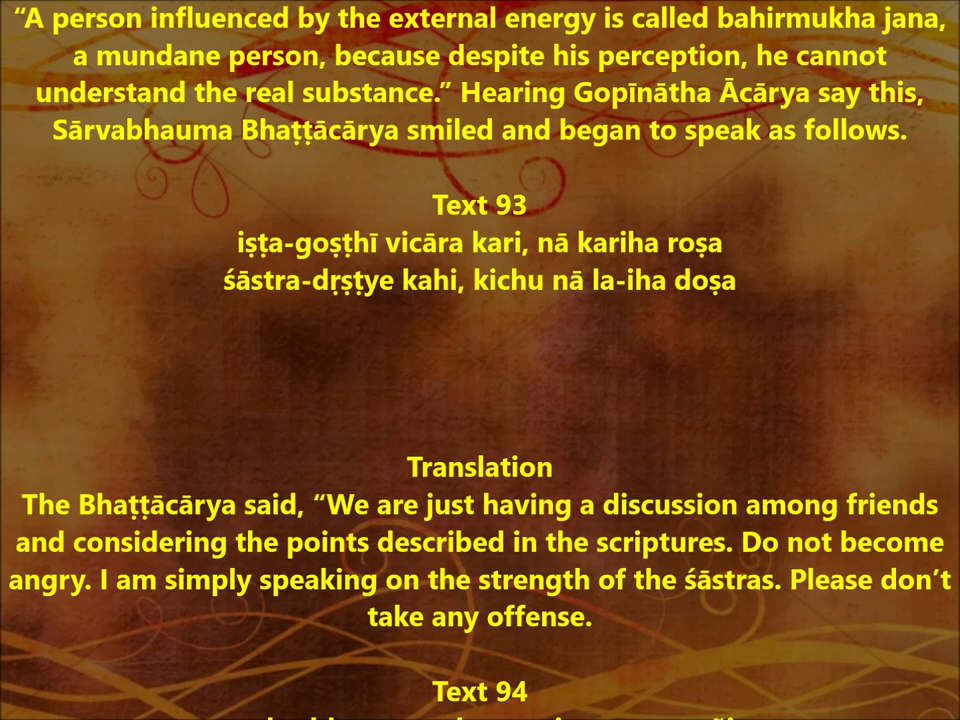 “A person influenced by the external energy is called bahirmukha jana,
a mundane person, because despite his perception, he cannot
understand the real substance.” Hearing Gopīnātha Ācārya say this,
Sārvabhauma Bhaṭṭācārya smiled and began to speak as follows.
Text 93
iṣṭa-goṣṭhī vicāra kari, nā kariha roṣa
śāstra-dṛṣṭye kahi, kichu nā la-iha doṣa
Translation
The Bhaṭṭācārya said, “We are just having a discussion among friends
and considering the points described in the scriptures. Do not become
angry. I am simply speaking on the strength of the śāstras. Please don’t
take any offense.
Text 94